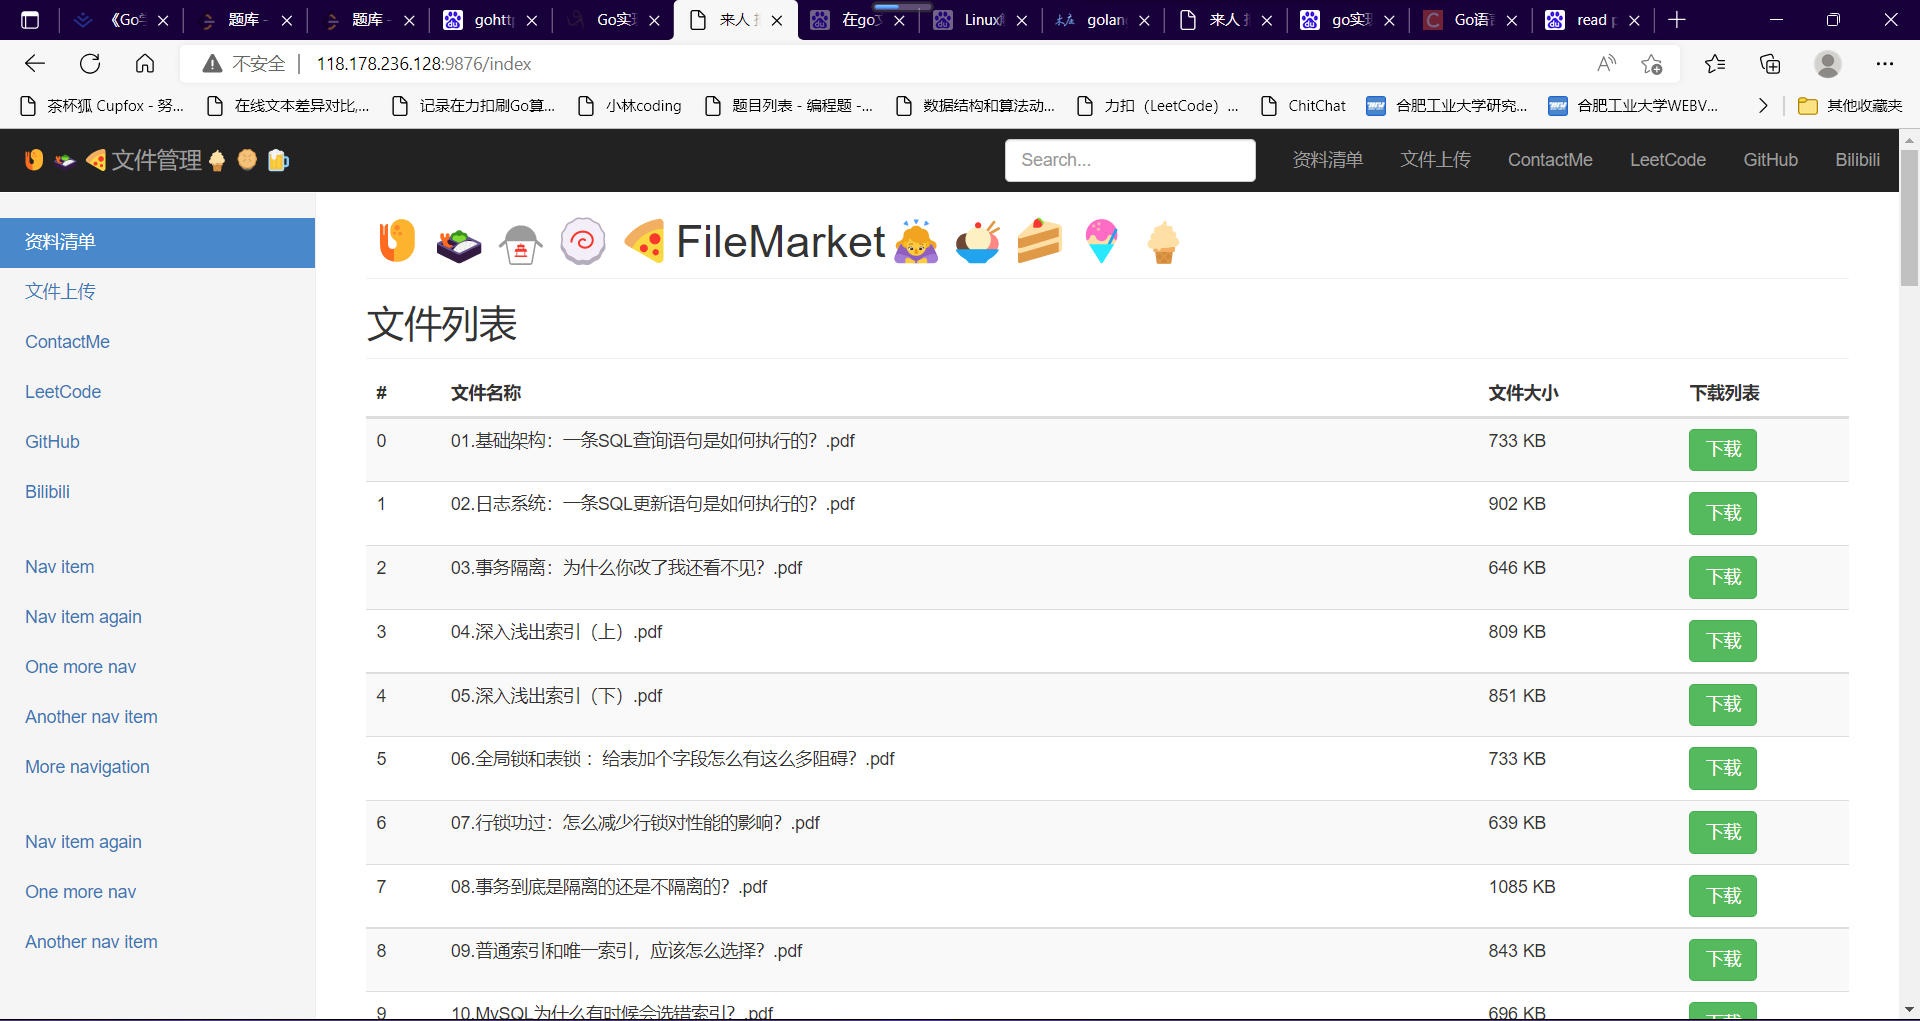 《Go 题库 - 题库 - gohtt Go实 来人 在go Linux golan 来人 go实 Go语 read
不安全 118.178.236.128:9876/index
茶杯狐 Cupfox - 努... 在线文本差异对比,... 记录在力扣刷Go算... 小林coding 题目列表 - 编程题 -... 数据结构和算法动... 力扣（LeetCode） ... ChitChat 合肥工业大学研究... 合肥工业大学WEBV... 其他收藏夹
文件管理 Search... 资料清单 文件上传 ContactMe LeetCode GitHub Bilibili
资料清单
文件上传
ContactMe
LeetCode
GitHub
Bilibili
Nav item
Nav item again
One more nav
Another nav item
More navigation
Nav item again
One more nav
Another nav item
FileMarket
文件列表
# 文件名称 文件大小 下载列表
0 01.基础架构：一条SQL查询语句是如何执行的？.pdf 733 KB 下载
1 02.日志系统：一条SQL更新语句是如何执行的？.pdf 902 KB 下载
2 03.事务隔离：为什么你改了我还看不见？.pdf 646 KB 下载
3 04.深入浅出索引（上）.pdf 809 KB 下载
4 05.深入浅出索引（下）.pdf 851 KB 下载
5 06.全局锁和表锁 ：给表加个字段怎么有这么多阻碍？.pdf 733 KB 下载
6 07.行锁功过：怎么减少行锁对性能的影响？.pdf 639 KB 下载
7 08.事务到底是隔离的还是不隔离的？.pdf 1085 KB 下载
8 09.普通索引和唯一索引，应该怎么选择？.pdf 843 KB 下载
9 10.MySQL为什么有时候会选错索引？.pdf 696 KB 下载